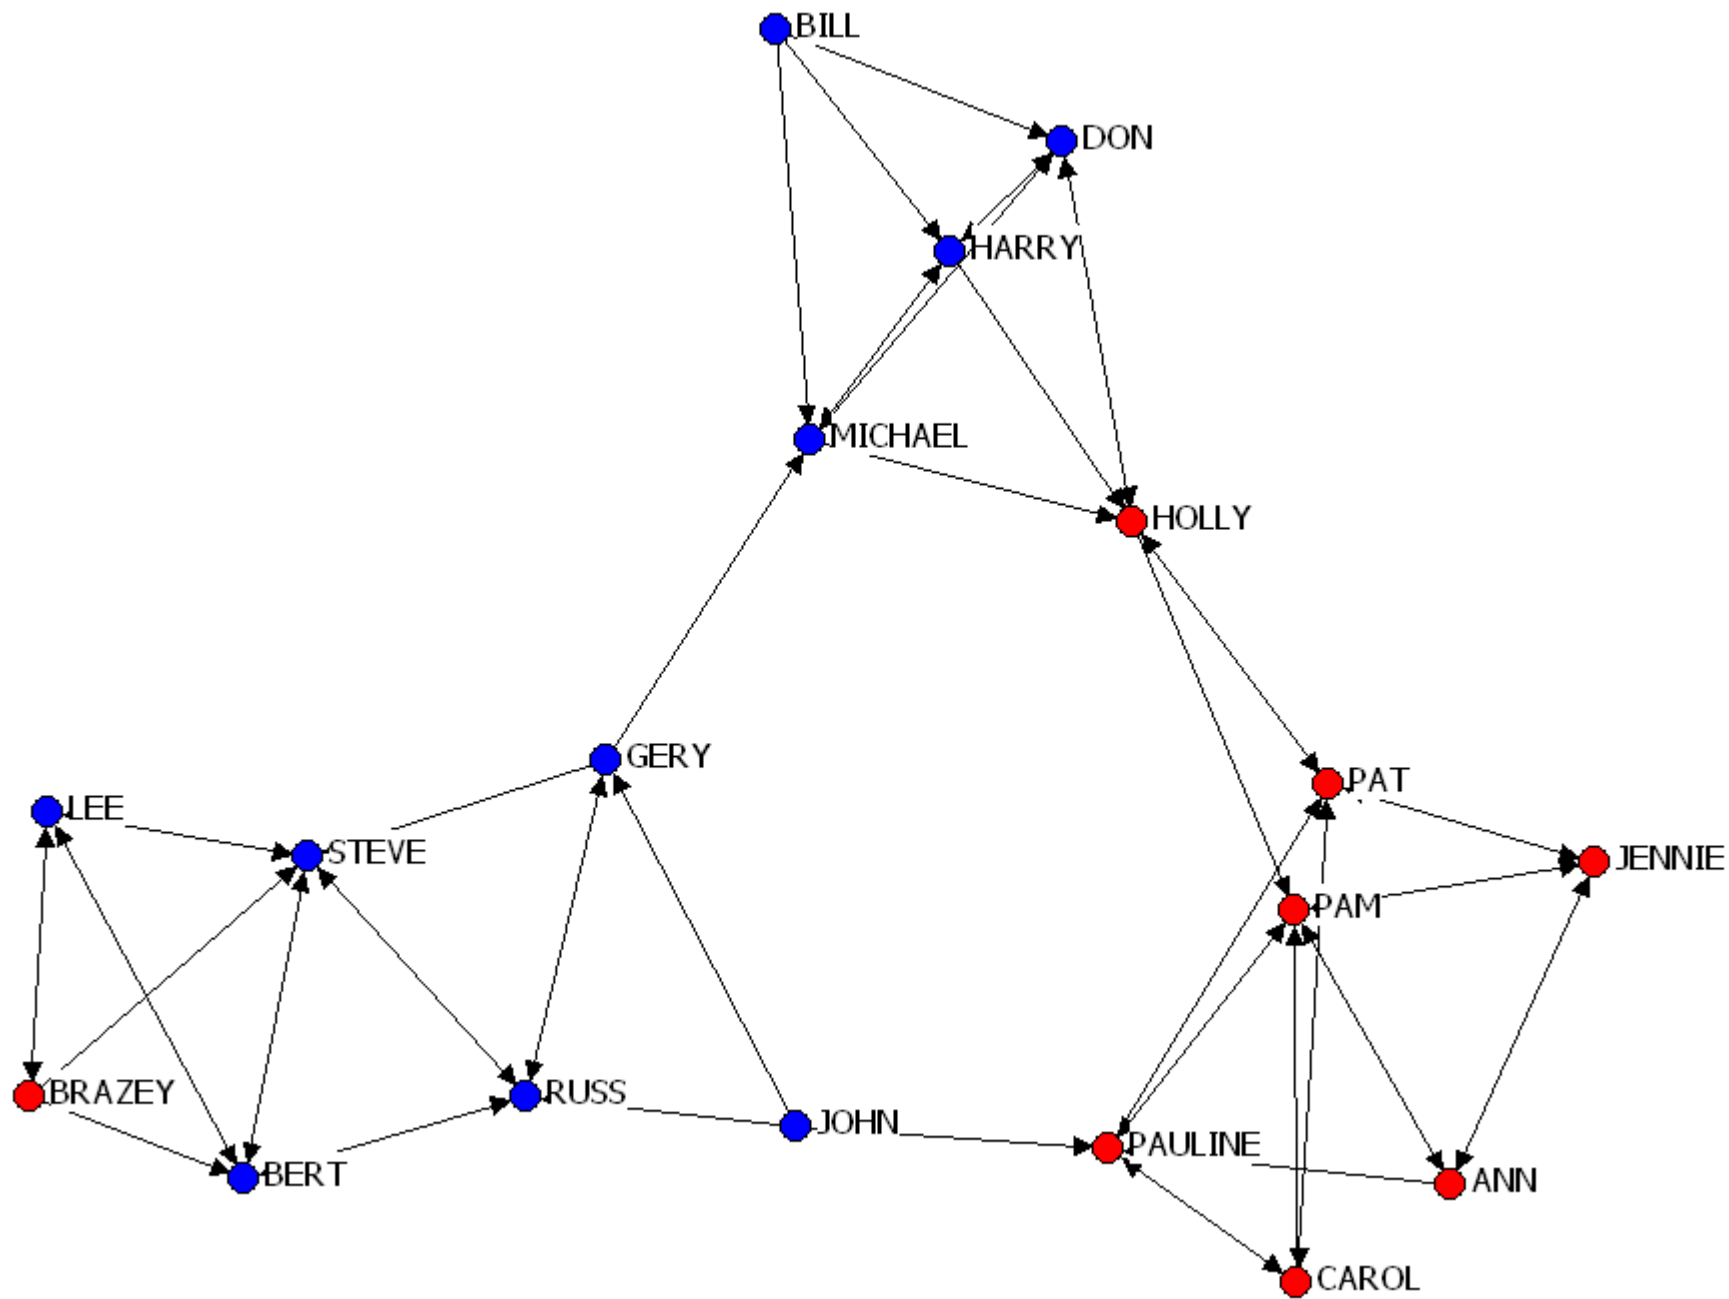 BILL
DON
HARRY
MICHAEL
HOLLY
GERY
PAT
LEE
STEVE
JENNIE
PAM
BRAZEY
RUSS
JOHN
PAULINE
BERT
ANN
CAROL